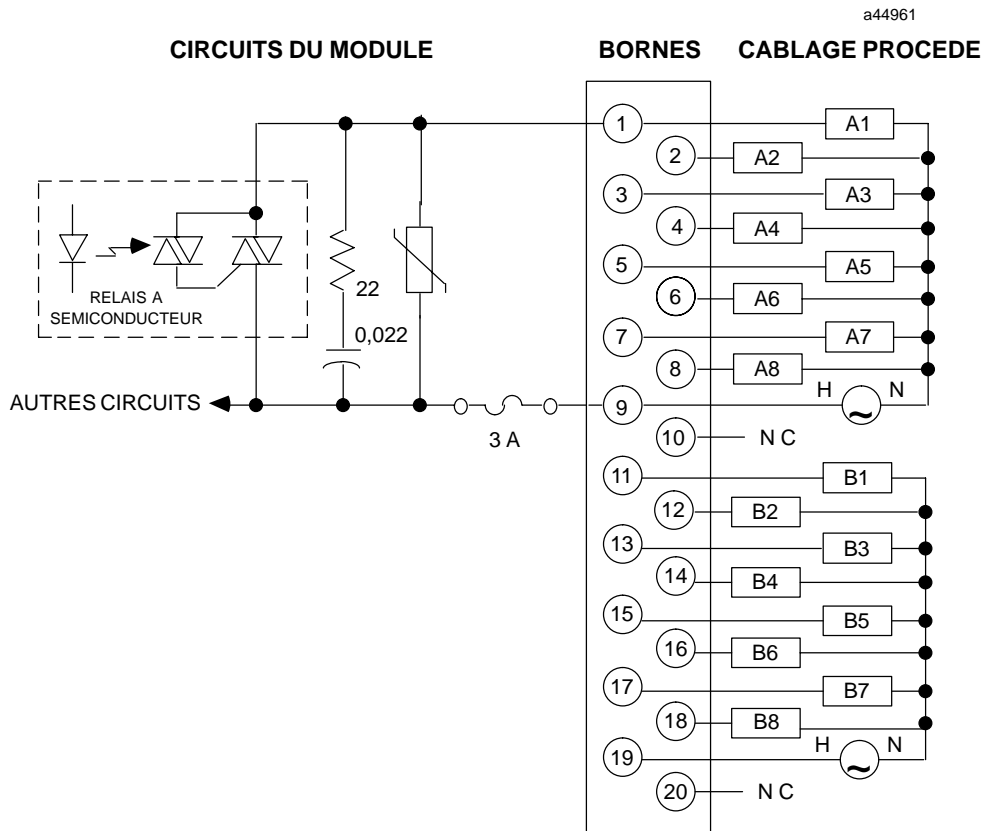 a44961
CIRCUITS DU MODULE BORNES CABLAGE PROCEDE
1 A1
2 A2
3 A3
4 A4
5 A5
6 A6
7 A7
8 A8
RELAIS A
SEMICONDUCTEUR
22
0,022
H N
AUTRES CIRCUITS
3 A
9 ~
10 N C
11 B1
12 B2
13 B3
14 B4
15 B5
16 B6
17 B7
18 B8
H N
19 ~
20 N C